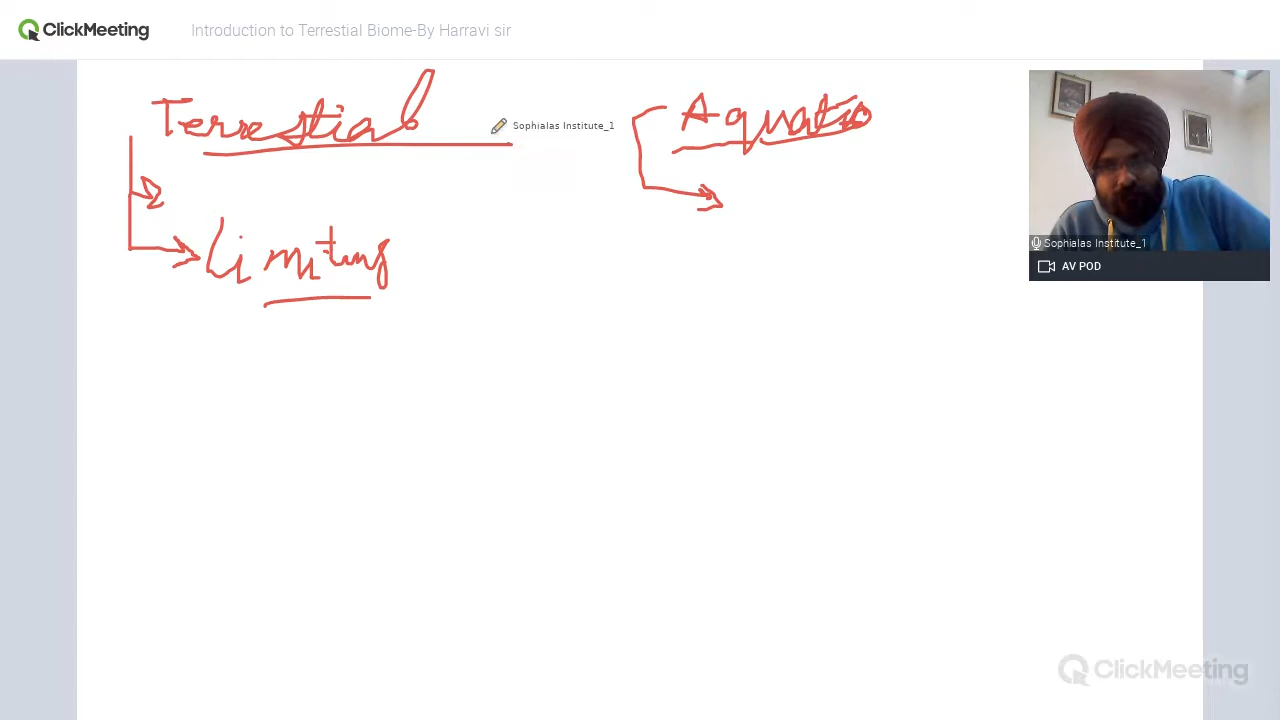 ClickMeeting
Introduction to Terrestial Biome-By Harravi sir
Terrestial
Aquatic
Sophialas Institute_1
Limiting
Sophialas Institute_1
AV POD
ClickMeeting